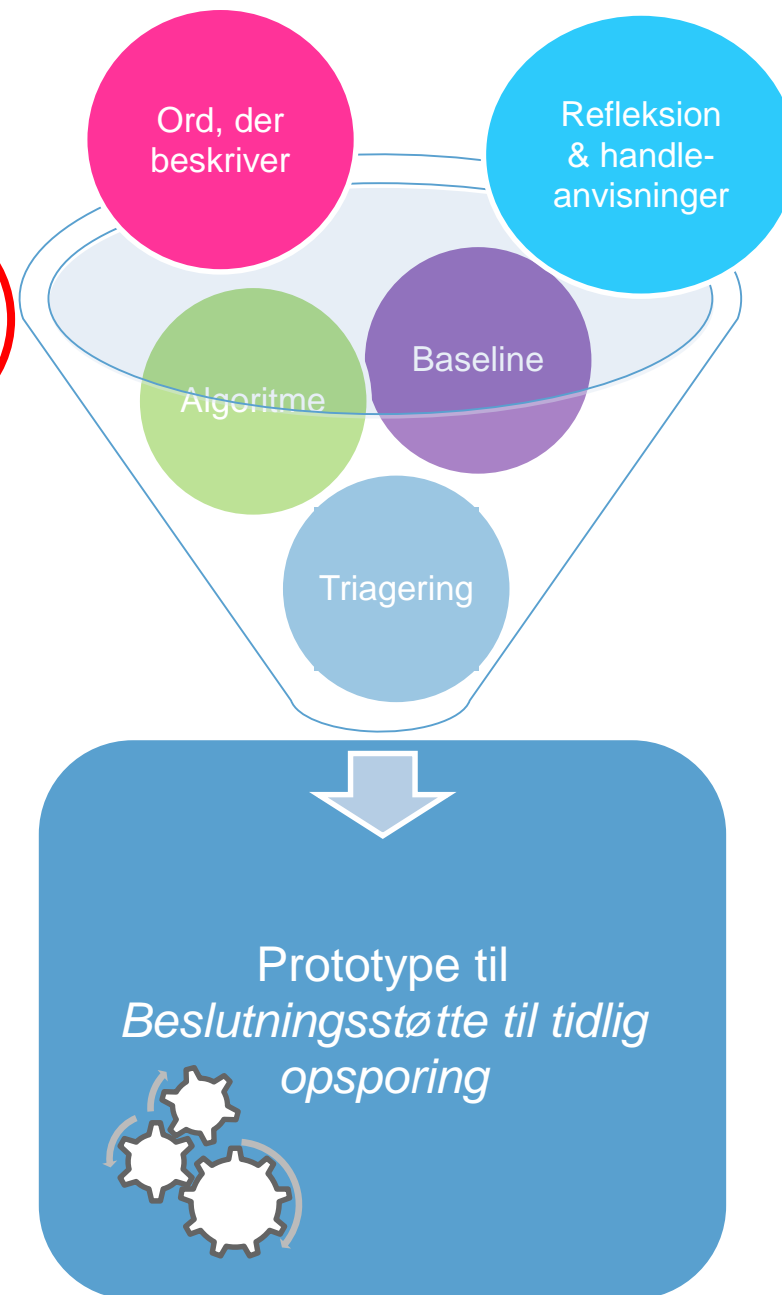 Ord, der
beskriver
Refleksion
& handle-
anvisninger
Baseline
Algoritme
Triagering
Prototype til
Beslutningsstøtte til tidlig
opsporing